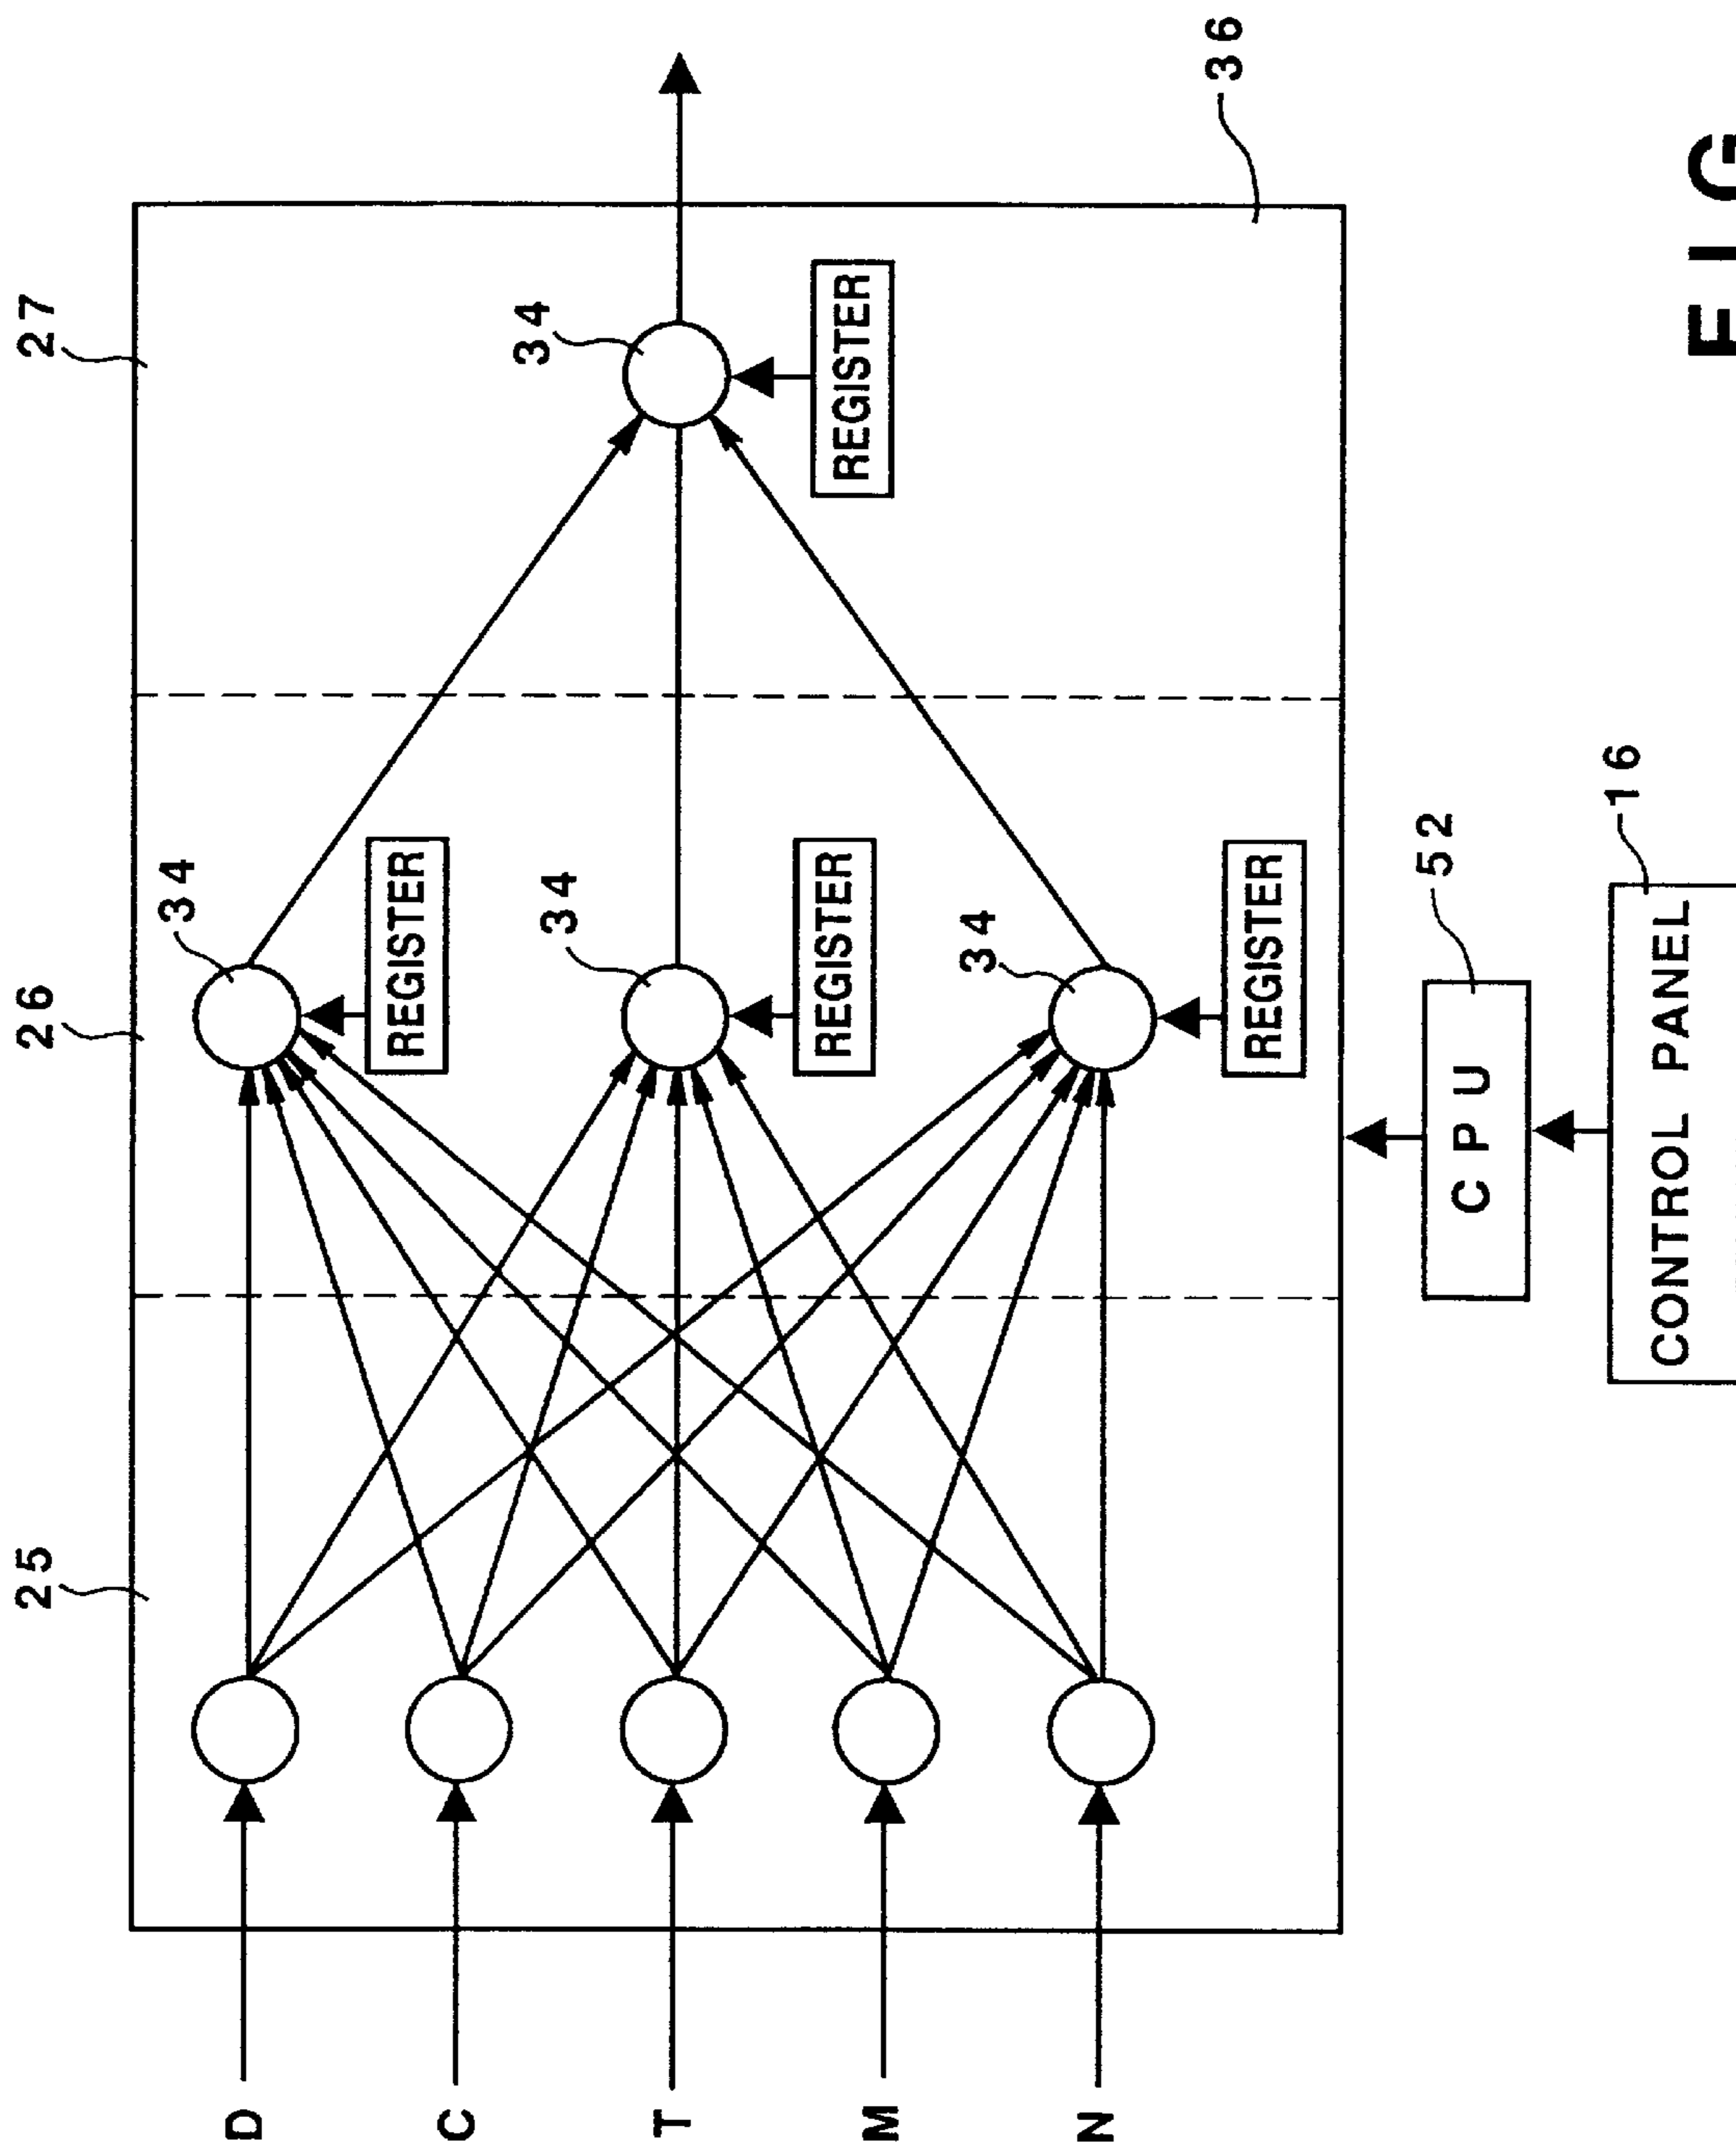 25
26
27
D
C
T
M
N
34
34
34
34
REGISTER
REGISTER
REGISTER
REGISTER
36
CPU
52
CONTROL PANEL
16
FIG